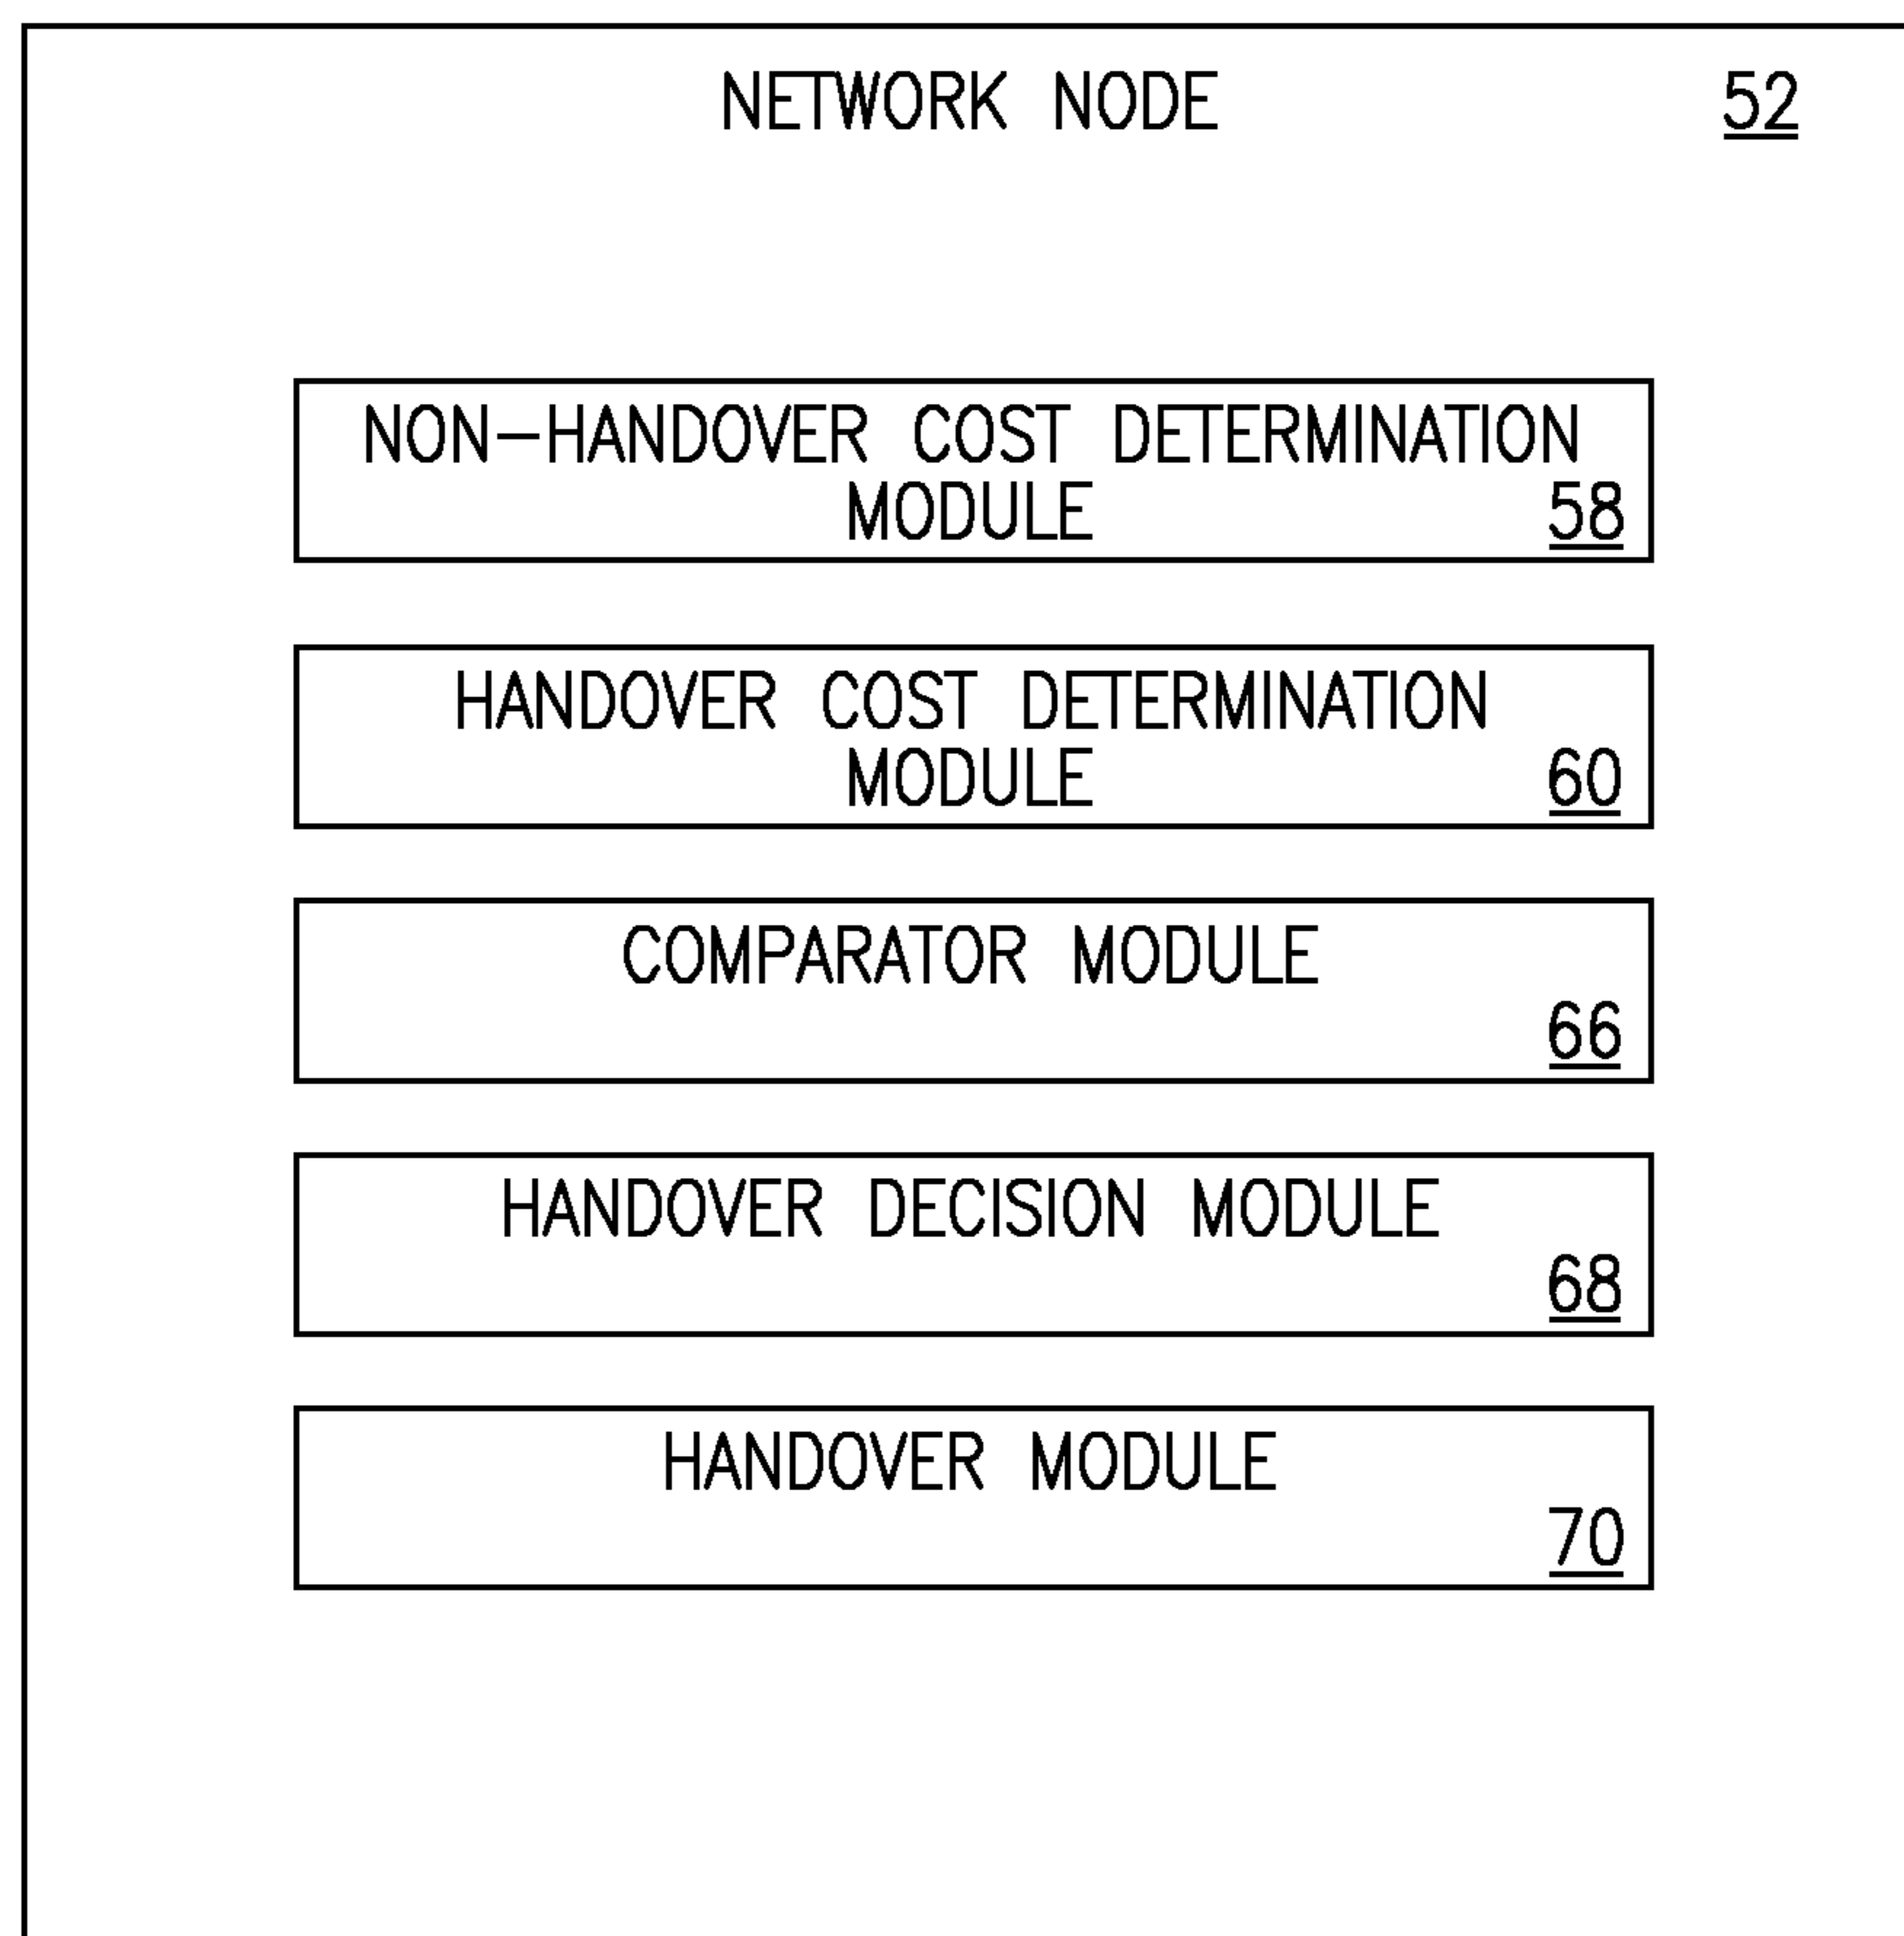 NETWORK NODE 52
NON-HANDOVER COST DETERMINATION
MODULE 58
HANDOVER COST DETERMINATION
MODULE 60
COMPARATOR MODULE
66
HANDOVER DECISION MODULE
68
HANDOVER MODULE
70